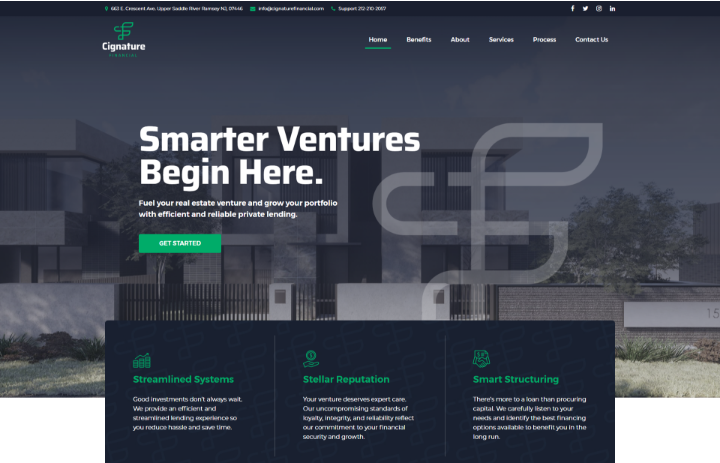 663 E. Crescent Ave, Upper Saddle River Ramsey NJ, 07446 info@cignaturefinancial.com Support 212-210-2017
Cignature
FINANCIAL
Home Benefits About Services Process Contact Us
Smarter Ventures
Begin Here.
Fuel your real estate venture and grow your portfolio
with efficient and reliable private lending.
GET STARTED
15
Streamlined Systems
Good investments don't always wait.
We provide an efficient and
streamlined lending experience so
you reduce hassle and save time.
Stellar Reputation
Your venture deserves expert care.
Our uncompromising standards of
loyalty, integrity, and reliability reflect
our commitment to your financial
security and growth.
Smart Structuring
There's more to a loan than procuring
capital. We carefully listen to your
needs and identify the best financing
options available to benefit you in the
long run.